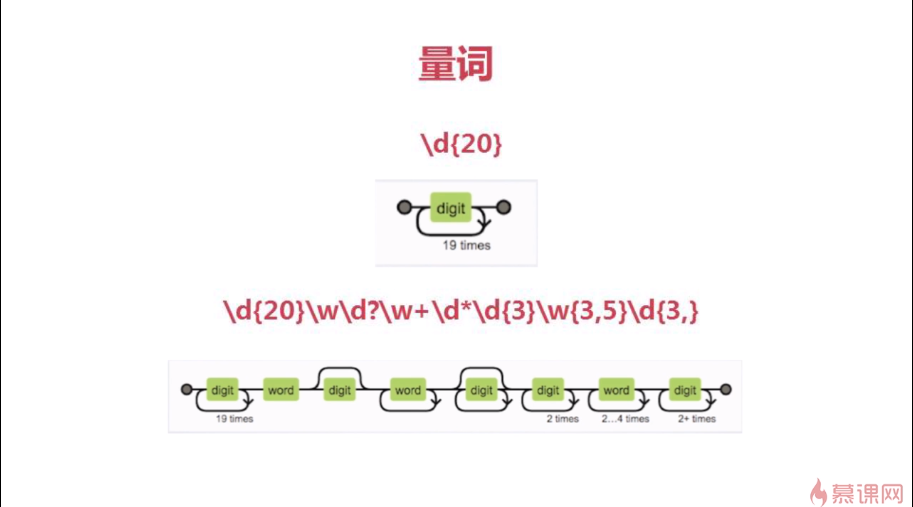 量词
\d{20}
digit
19 times
\d{20}\w\d?\w+\d*\d{3}\w{3,5}\d{3,}
digit word digit word digit digit word digit
19 times 2 times 2...4 times 2+ times
慕课网